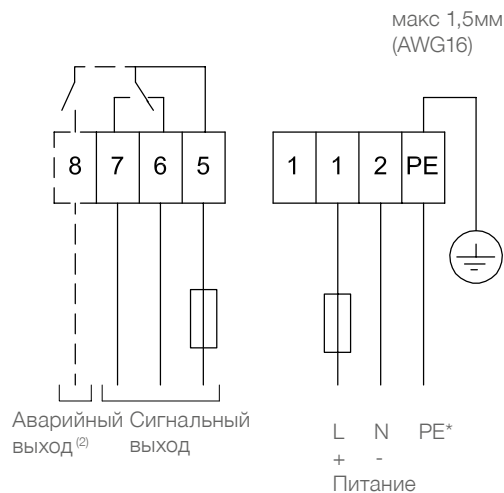 макс 1,5мм
(AWG16)
8 7 6 5 1 1 2 PE
Аварийный Сигнальный
выход (2) выход
L N PE*
+ -
Питание